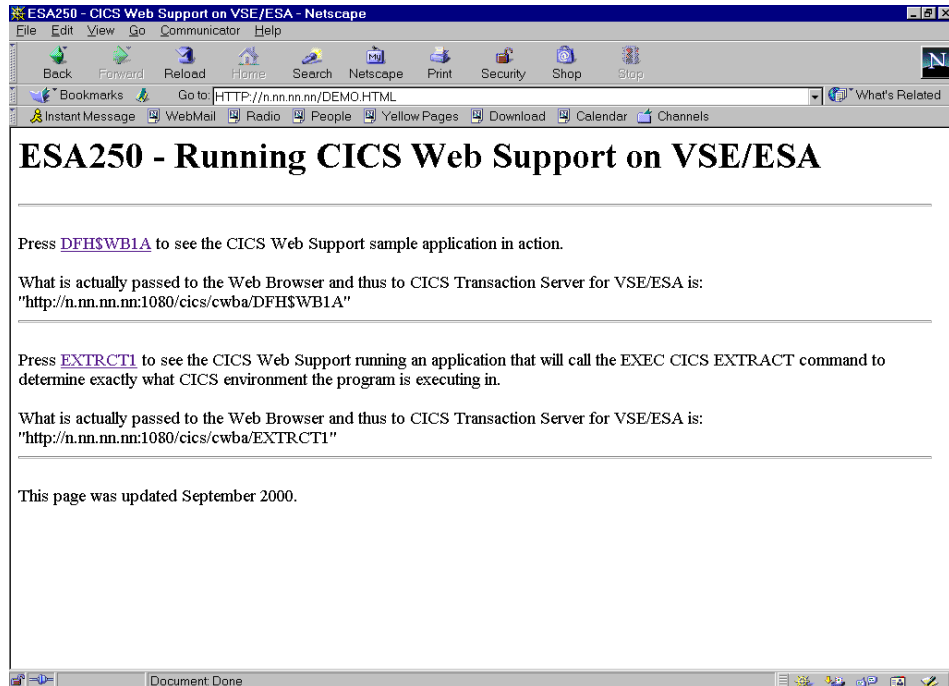 ESA250 - CICS Web Support on VSE/ESA - Netscape
File Edit View Go Communicator Help
Back Forward Reload Home Search Netscape Print Security Shop Stop
Bookmarks Go to: HTTP://n.nn.nn.nn/DEMO.HTML What's Related
Instant Message WebMail Radio People Yellow Pages Download Calendar Channels
ESA250 - Running CICS Web Support on VSE/ESA
Press DFH$WB1A to see the CICS Web Support sample application in action.
What is actually passed to the Web Browser and thus to CICS Transaction Server for VSE/ESA is:
"http://n.nn.nn.nn:1080/cics/cwba/DFH$WB1A"
Press EXTRCT1 to see the CICS Web Support running an application that will call the EXEC CICS EXTRACT command to
determine exactly what CICS environment the program is executing in.
What is actually passed to the Web Browser and thus to CICS Transaction Server for VSE/ESA is:
"http://n.nn.nn.nn:1080/cics/cwba/EXTRCT1"
This page was updated September 2000.
Document: Done